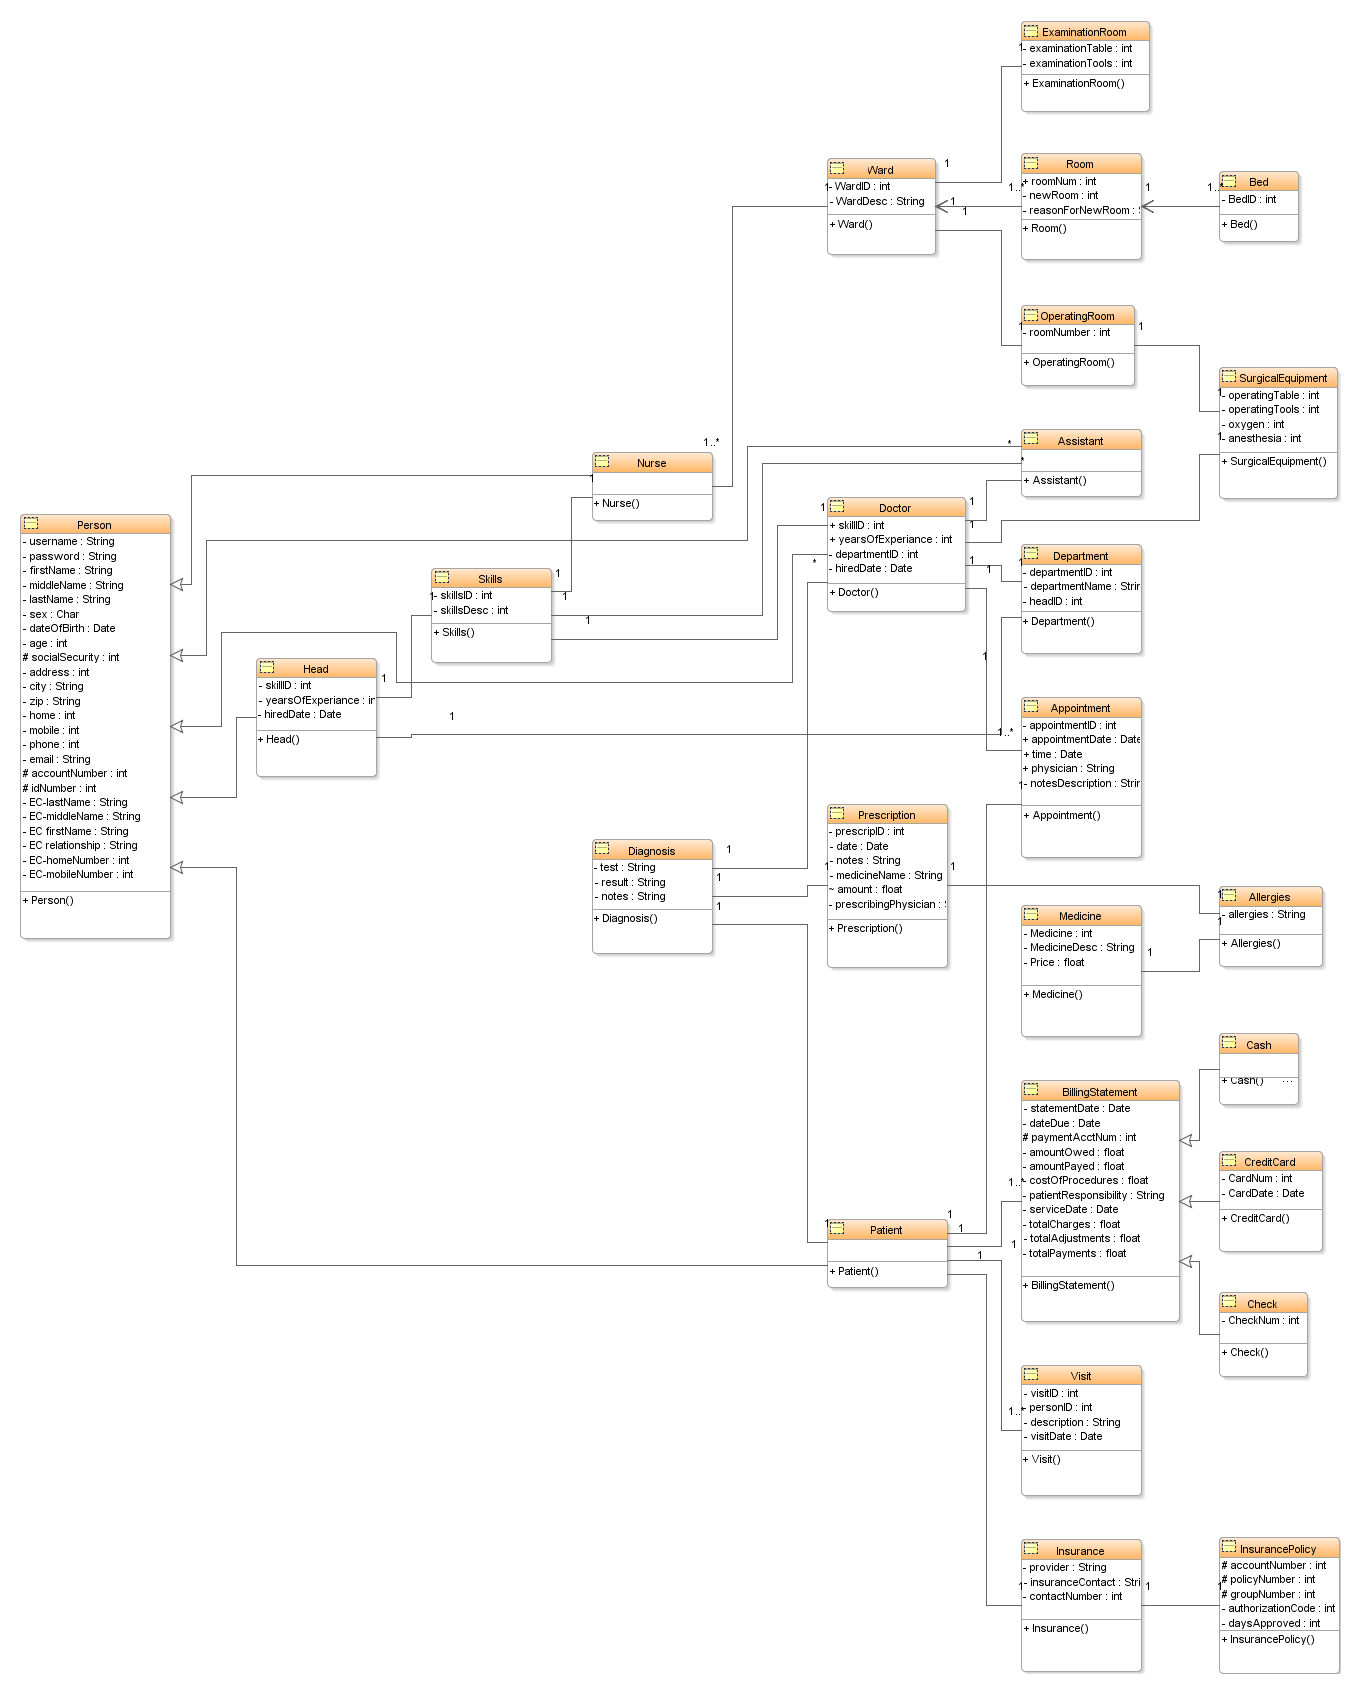 ExaminationRoom
- examinationTable : int
- examinationTools : int
+ ExaminationRoom()
1
1
Ward
- WardID : int
- WardDesc : String
+ Ward()
1
1
1
Room
+ roomNum : int
- newRoom : int
- reasonForNewRoom :
+ Room()
1..*
1
Bed
- BedID : int
+ Bed()
1..*
OperatingRoom
- roomNumber : int
+ OperatingRoom()
1
1
SurgicalEquipment
- operatingTable : int
- operatingTools : int
- oxygen : int
- anesthesia : int
+ SurgicalEquipment()
1
1
Assistant
+ Assistant()
*
*
Nurse
+ Nurse()
1..*
1
Doctor
+ skillID : int
+ yearsOfExperiance : int
- departmentID : int
- hiredDate : Date
+ Doctor()
1
*
1
1
1
1
1
Person
- username : String
- password : String
- firstName : String
- middleName : String
- lastName : String
- sex : Char
- dateOfBirth : Date
- age : int
# socialSecurity : int
- address : int
- city : String
- zip : String
- home : int
- mobile : int
- phone : int
- email : String
# accountNumber : int
# idNumber : int
- EC-lastName : String
- EC-middleName : String
- EC firstName : String
- EC relationship : String
- EC-homeNumber : int
- EC-mobileNumber : int
+ Person()
Skills
- skillsID : int
- skillsDesc : int
+ Skills()
1
1
1
1
Department
- departmentID : int
- departmentName : Strin
- headID : int
+ Department()
1
Head
- skillID : int
- yearsOfExperiance : in
- hiredDate : Date
+ Head()
1
1
1..*
Appointment
- appointmentID : int
+ appointmentDate : Date
+ time : Date
+ physician : String
- notesDescription : Strin
+ Appointment()
1
Diagnosis
- test : String
- result : String
- notes : String
+ Diagnosis()
1
1
1
Prescription
- prescripID : int
- date : Date
- notes : String
- medicineName : String
~ amount : float
- prescribingPhysician :
+ Prescription()
1
1
Medicine
- Medicine : int
- MedicineDesc : String
- Price : float
+ Medicine()
1
Allergies
- allergies : String
+ Allergies()
1
1
Cash
+ Cash() ...
BillingStatement
- statementDate : Date
- dateDue : Date
# paymentAcctNum : int
- amountOwed : float
- amountPayed : float
- costOfProcedures : float
- patientResponsibility : String
- serviceDate : Date
- totalCharges : float
- totalAdjustments : float
- totalPayments : float
+ BillingStatement()
1..*
CreditCard
- CardNum : int
- CardDate : Date
+ CreditCard()
Check
- CheckNum : int
+ Check()
Patient
+ Patient()
1
1
1
1
1
Visit
- visitID : int
- personID : int
- description : String
- visitDate : Date
+ Visit()
1..*
Insurance
- provider : String
- insuranceContact : Stri
- contactNumber : int
+ Insurance()
1
1
InsurancePolicy
# accountNumber : int
# policyNumber : int
# groupNumber : int
- authorizationCode : int
- daysApproved : int
+ InsurancePolicy()
1